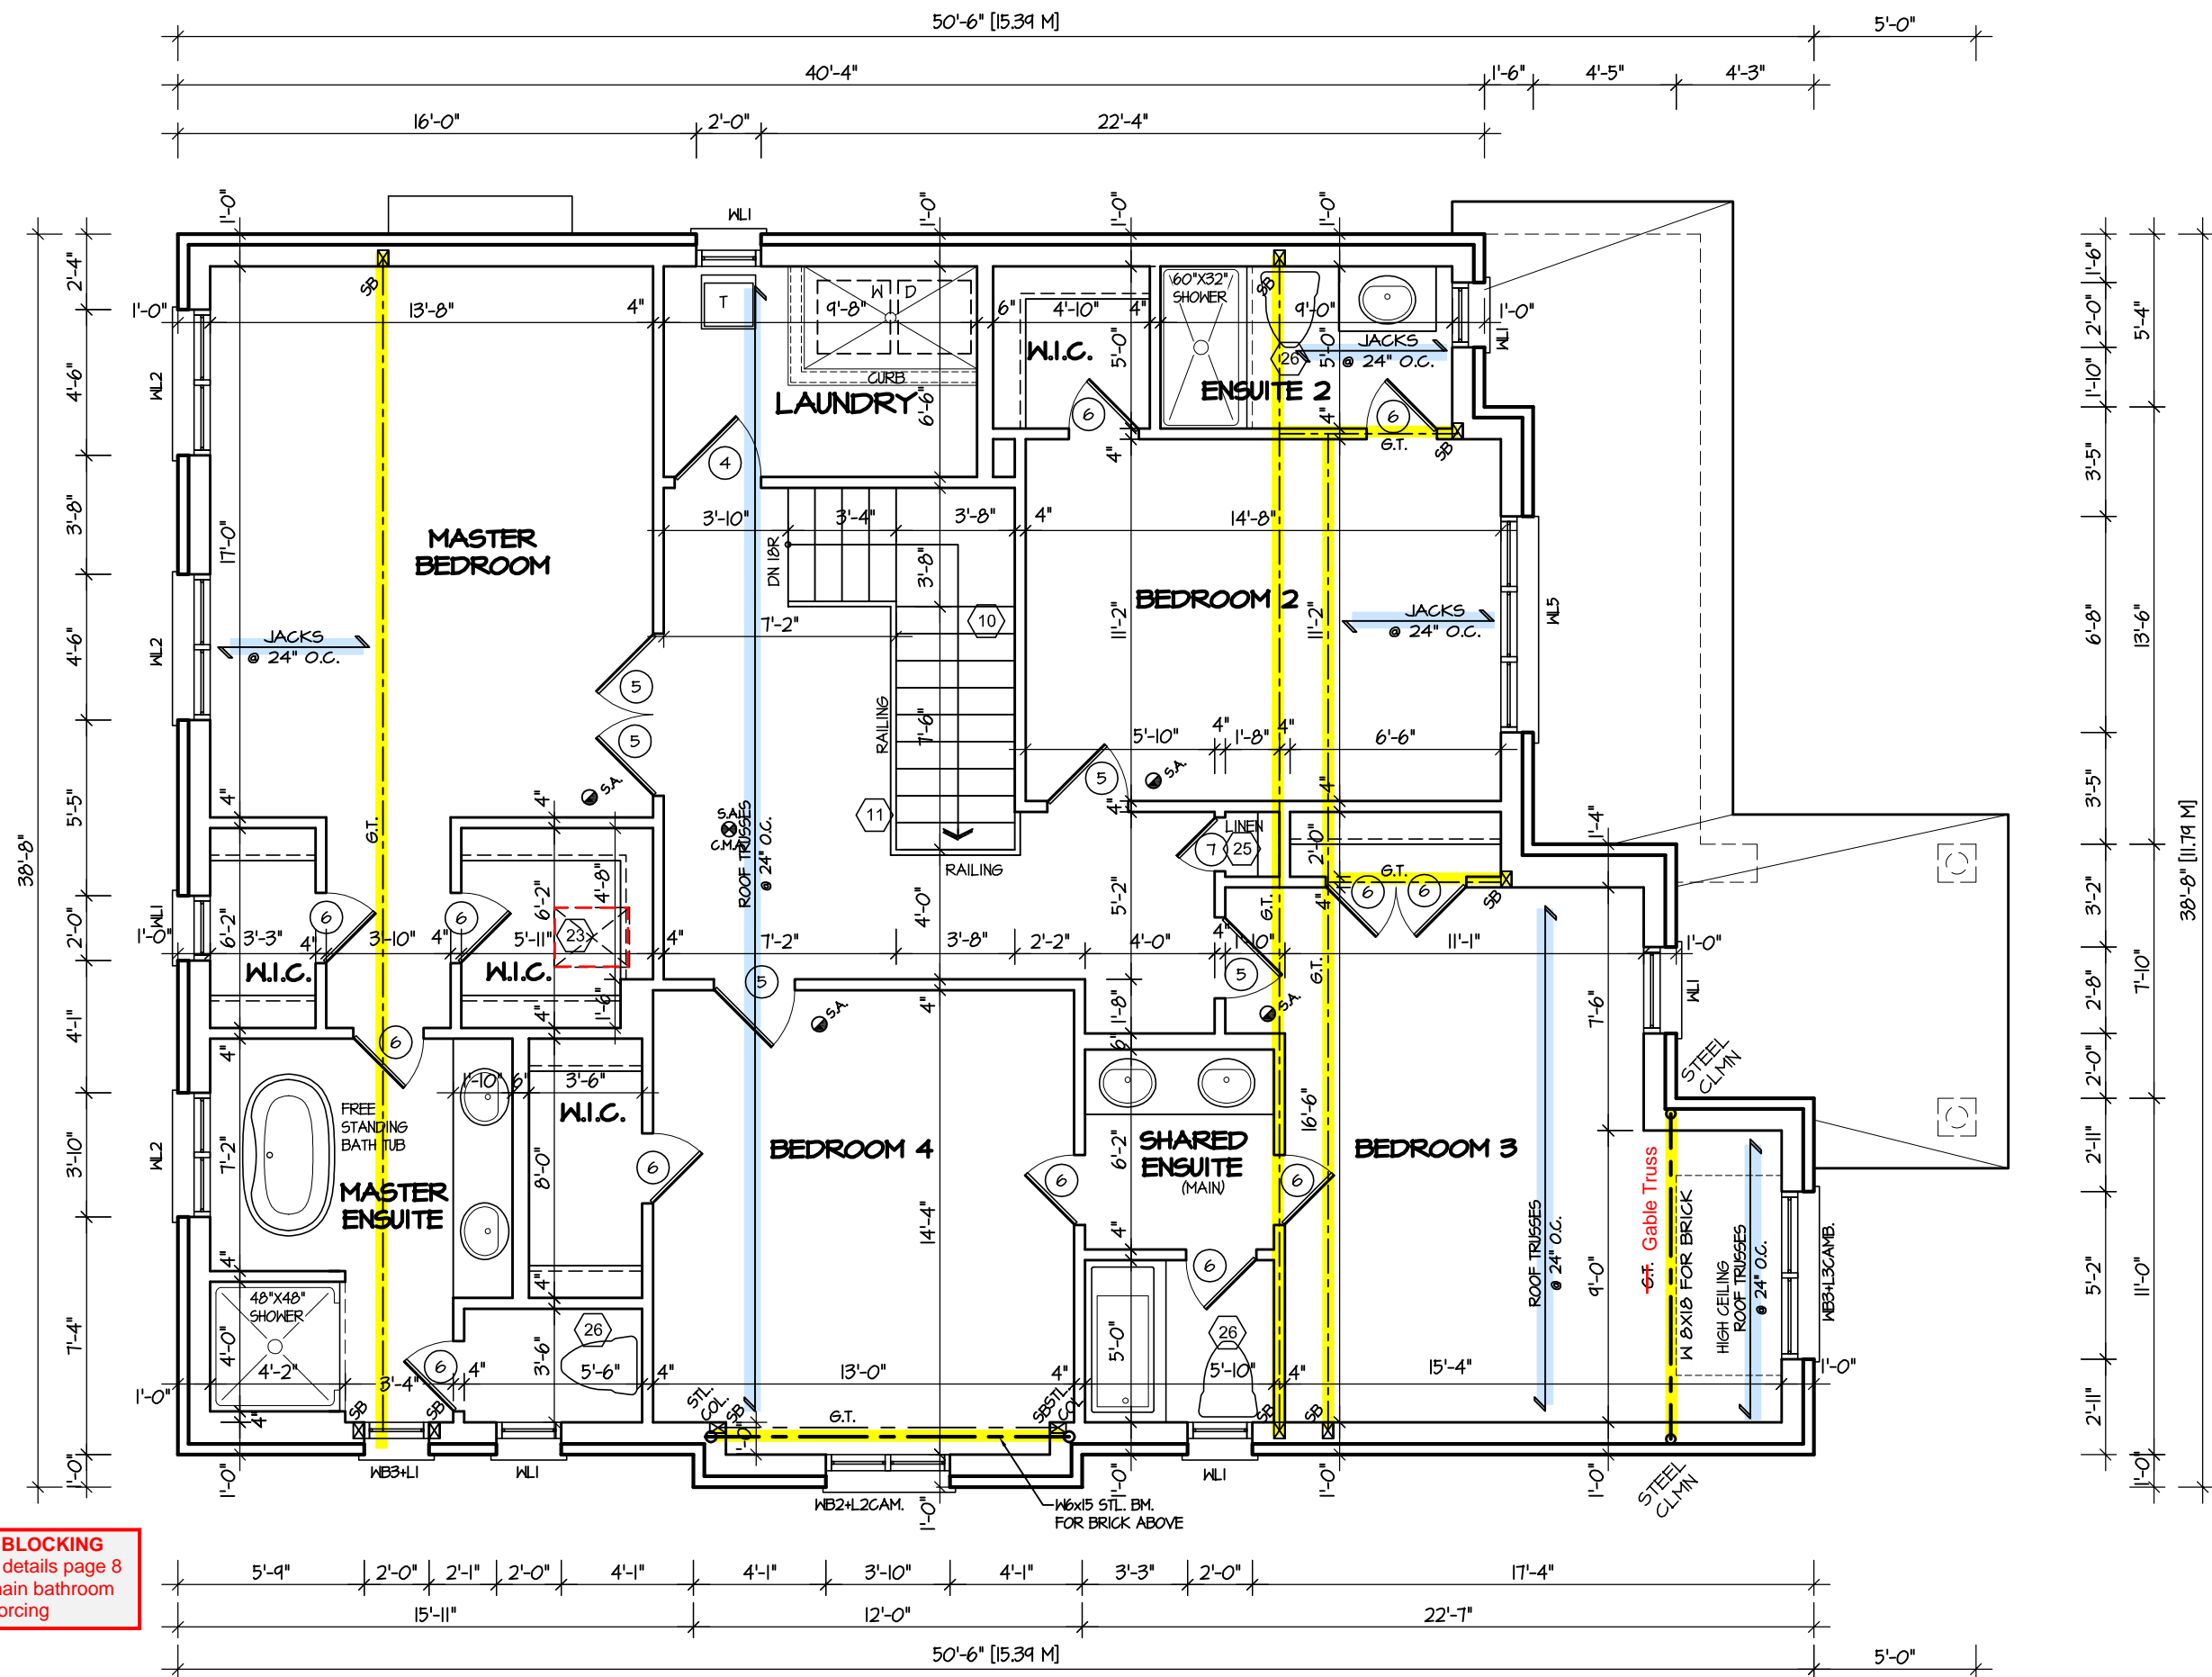 50'-6" [15.39 M]
5'-0"
40'-4"
1'-6"
4'-5"
4'-3"
16'-0"
2'-0"
22'-4"
WL1
1'-0"
1'-0"
1'-0"
1'-0"
2'-4"
4'-6"
3'-8"
4'-6"
5'-5"
2'-0"
4'-1"
3'-10"
7'-4"
1'-0"
38'-8"
WL2
WL2
WL1
WL2
1'-0"
13'-8"
4"
SB
T
W D
9'-8"
6"
4'-10"
4"
60"X32"
SHOWER
SB
9'-0"
1'-0"
WL1
W.I.C.
5'-0"
26
5'-0"
JACKS
@ 24" O.C.
CURB
LAUNDRY
6'-6"
ENSUITE 2
6
6
4"
4
4"
G.T.
SB
3'-10"
3'-4"
3'-8"
4"
14'-8"
MASTER
BEDROOM
17'-0"
DN 18R
3'-8"
10
BEDROOM 2
11'-2"
11'-2"
JACKS
@ 24" O.C.
WL5
JACKS
@ 24" O.C.
7'-2"
5
5
RAILING
7'-6"
5'-10"
4"
1'-8"
4"
6'-6"
5
S.A.
S.A.
4"
4"
4"
4"
G.T.
S.A.
C.M.A.
ROOF TRUSSES
@ 24" O.C.
11
RAILING
LINEN
7
25
2'-0"
G.T.
1'-4"
6
6
SB
6'-2"
4'-8"
6
6
23
6'-2"
4'-0"
5'-2"
G.T.
4"
1'-0"
3'-3"
4"
3'-10"
4"
5'-11"
4"
7'-2"
3'-8"
2'-2"
4'-0"
4"
1'-10"
11'-1"
1'-0"
W.I.C.
W.I.C.
5
5
G.T.
WL1
1'-6"
4"
4"
1'-8"
S.A.
S.A.
7'-6"
6
4"
6"
STEEL
CLMN
1'-10"
6"
3'-6"
FREE
STANDING
BATH TUB
W.I.C.
7'-2"
8'-0"
6
BEDROOM 4
6
6'-2"
SHARED
ENSUITE
(MAIN)
6
16'-6"
BEDROOM 3
MASTER
ENSUITE
14'-4"
4"
6
4"
4"
48"X48"
SHOWER
4'-0"
4'-2"
3'-4"
6
4"
26
3'-6"
5'-6"
4"
13'-0"
4"
5'-0"
26
5'-10"
4"
15'-4"
ROOF TRUSSES
@ 24" O.C.
9'-0"
G.T. Gable Truss
W 8X18 FOR BRICK
HIGH CEILING
ROOF TRUSSES
@ 24" O.C.
WB3+L3CAMB.
1'-0"
1'-0"
4"
SB
SB
STL.
COL.
SB
G.T.
SB
STL.
COL.
SB
SB
1'-0"
WB3+L1
WL1
1'-0"
WB2+L2CAM.
1'-0"
W6x15 STL. BM.
FOR BRICK ABOVE
1'-0"
WL1
1'-0"
1'-0"
STEEL
CLMN
1'-6"
2'-0"
1'-10"
3'-5"
6'-8"
3'-5"
3'-2"
2'-8"
2'-0"
2'-11"
5'-2"
2'-11"
5'-4"
13'-6"
7'-10"
11'-0"
1'-0"
38'-8" [11.79 M]
BLOCKING
details page 8
ain bathroom
orcing
5'-9"
2'-0"
2'-1"
2'-0"
4'-1"
4'-1"
3'-10"
4'-1"
3'-3"
2'-0"
17'-4"
15'-11"
12'-0"
22'-7"
50'-6" [15.39 M]
5'-0"